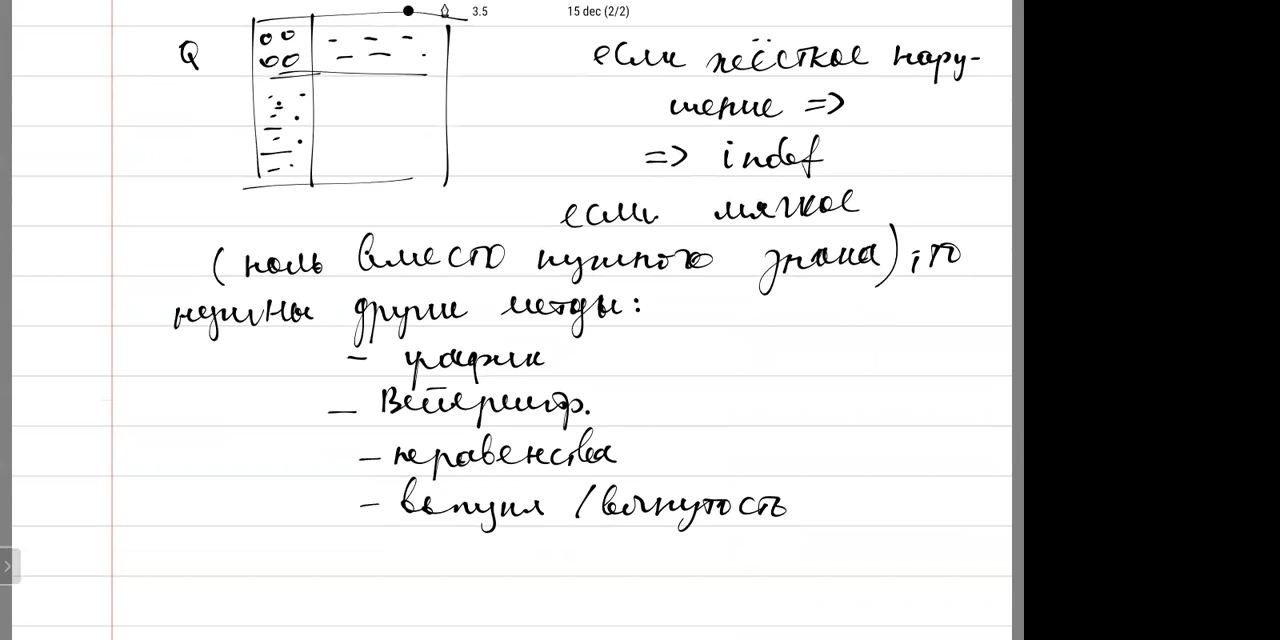 3.5 15 dec (2/2)
Q
если жёсткое нару-
шение =>
=> indef
если мягкое
(ноль вместо нужного знака), то
нужны другие методы:
- график
- Вейерштр.
- неравенства
- выпукл / вогнутость